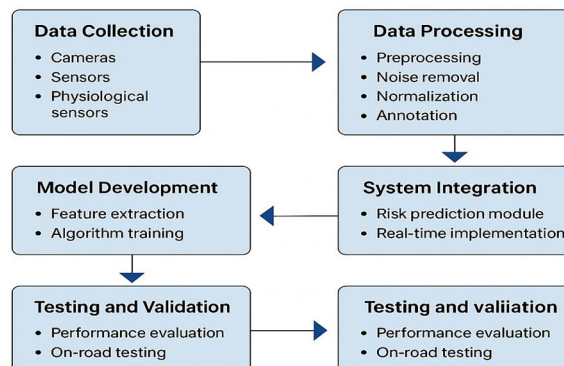 Data Collection
• Cameras
• Sensors
• Physiological
sensors
Data Processing
• Preprocessing
• Noise removal
• Normalization
• Annotation
Model Development
• Feature extraction
• Algorithm training
System Integration
• Risk prediction module
• Real-time implementation
Testing and Validation
• Performance evaluation
• On-road testing
Testing and valiiation
• Performance evaluation
• On-road testing